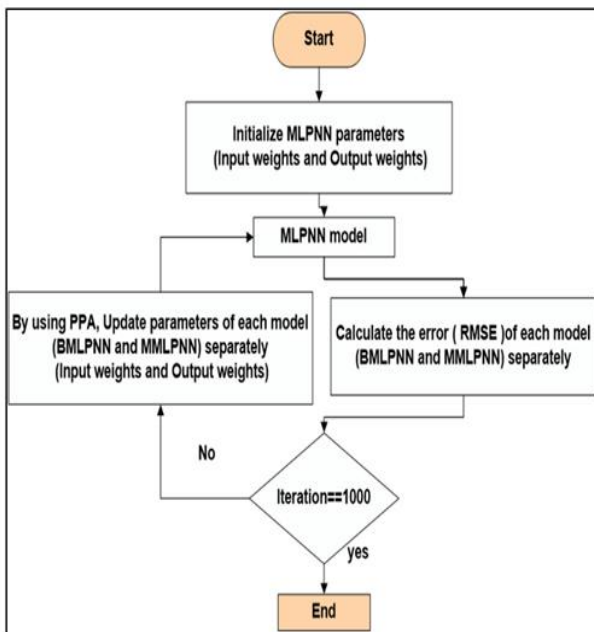 Start
Initialize MLPNN parameters
(Input weights and Output weights)
MLPNN model
By using PPA, Update parameters of each model
(BMLPNN and MMLPNN) separately
(Input weights and Output weights)
Calculate the error ( RMSE )of each model
(BMLPNN and MMLPNN) separately
No
Iteration==1000
yes
End